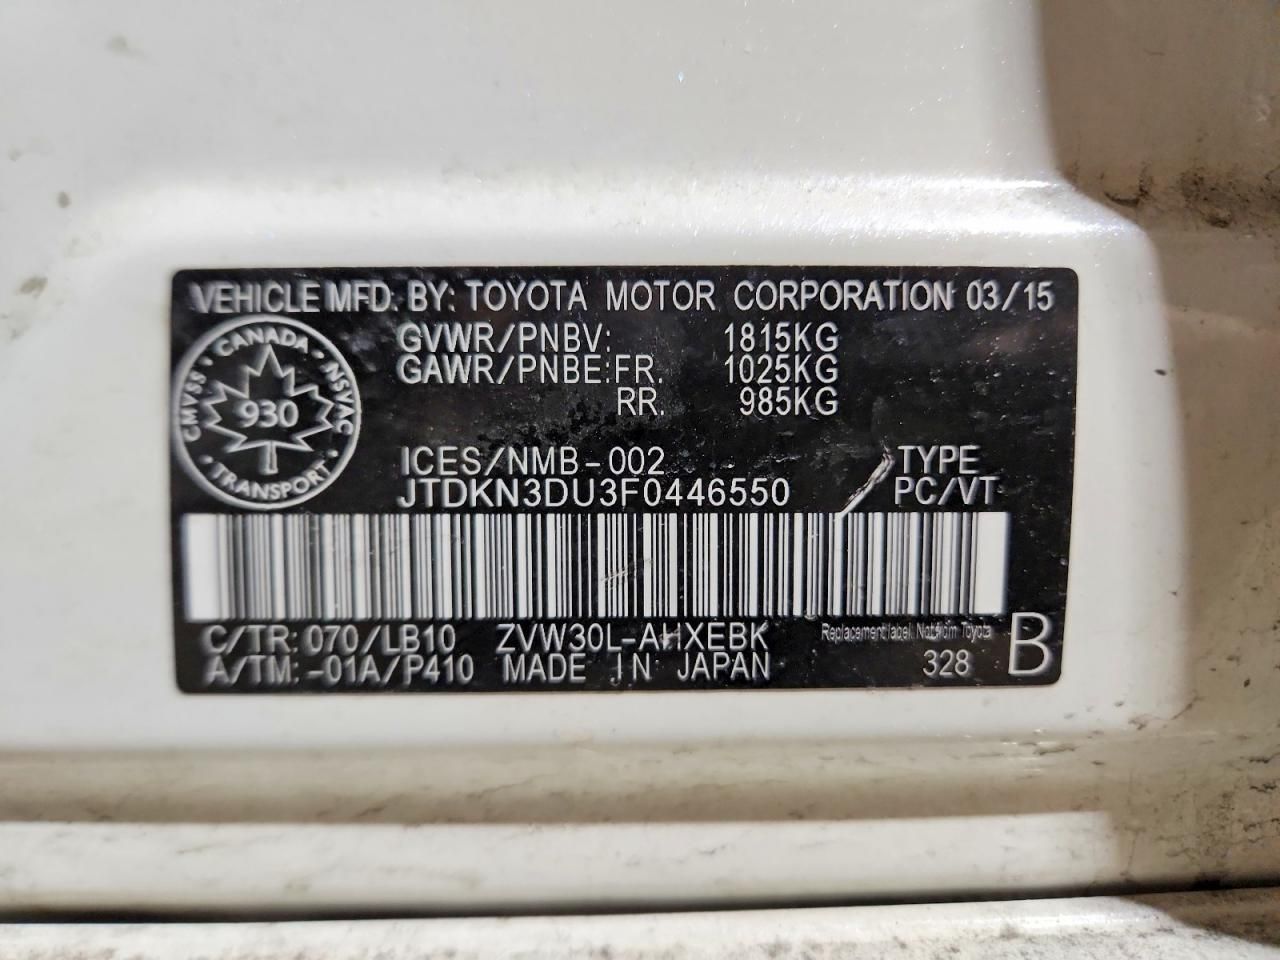 VEHICLE MFD. BY: TOYOTA MOTOR CORPORATION 03/15
CANADA
CMVSS 930 NSVAC
TRANSPORT
GVWR/PNBV: 1815KG
GAWR/PNBE: FR. 1025KG
RR. 985KG
ICES/NMB-002 TYPE
JTDKN3DU3F0446550 PC/VT
C/TR: 070/LB10 ZVW30L-AHXEBK Replacement label. Not from Toyota B
A/TM: -01A/P410 MADE IN JAPAN 328